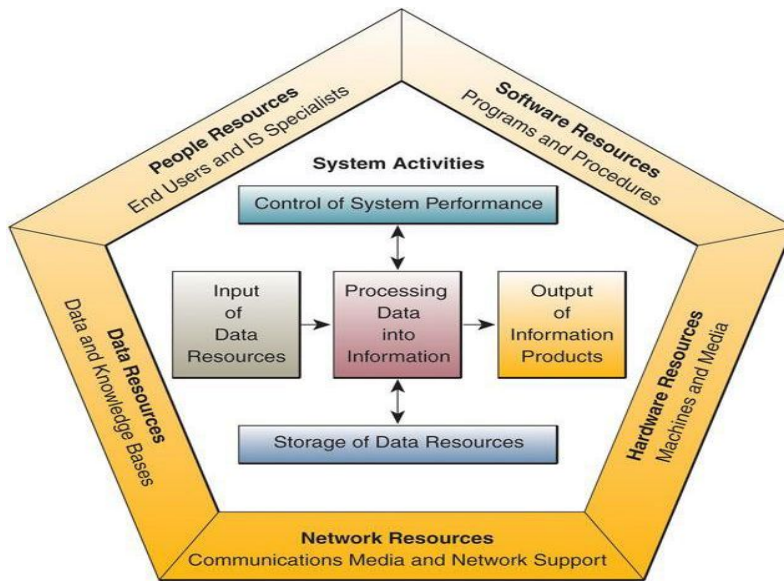 People Resources
End Users and IS Specialists
Software Resources
Programs and Procedures
System Activities
Control of System Performance
Input
of
Data
Resources
Processing
Data
into
Information
Output
of
Information
Products
Storage of Data Resources
Data Resources
Data and Knowledge Bases
Hardware Resources
Machines and Media
Network Resources
Communications Media and Network Support